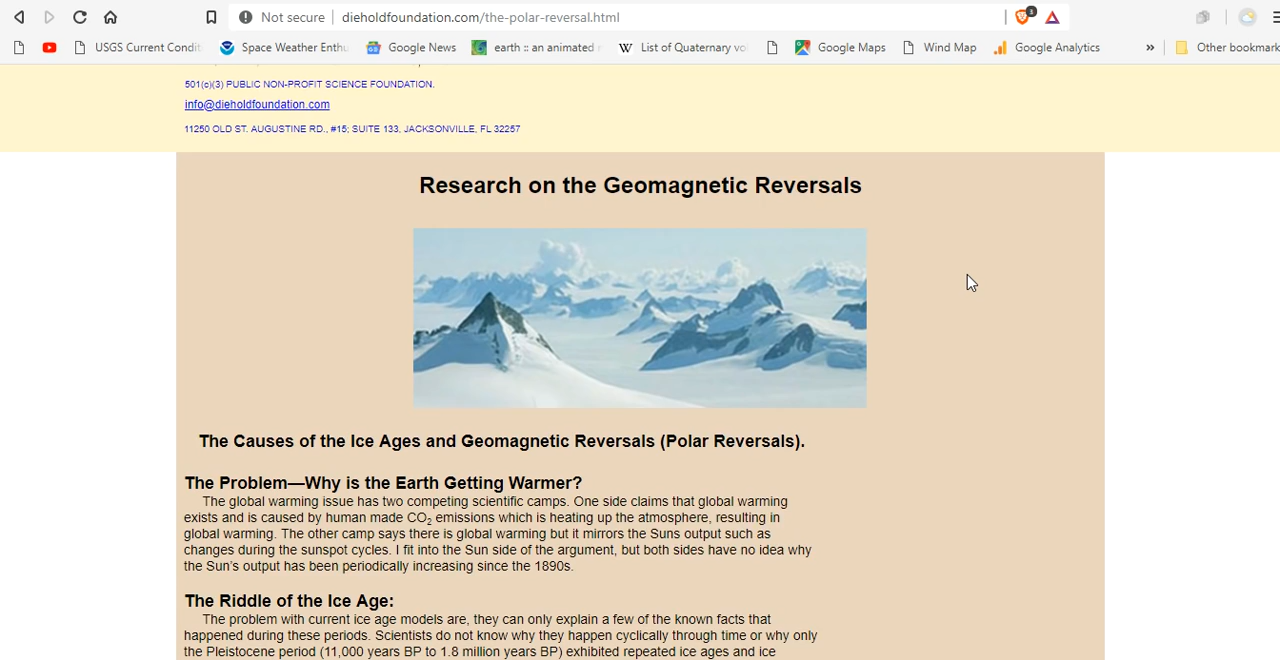 Not secure | dieholdfoundation.com/the-polar-reversal.html
1
USGS Current Condit Space Weather Enthu Google News earth :: an animated List of Quaternary vo Google Maps Wind Map Google Analytics » Other bookmark
501(c)(3) PUBLIC NON-PROFIT SCIENCE FOUNDATION.
info@dieholdfoundation.com
11250 OLD ST. AUGUSTINE RD., #15; SUITE 133, JACKSONVILLE, FL 32257
Research on the Geomagnetic Reversals
The Causes of the Ice Ages and Geomagnetic Reversals (Polar Reversals).
The Problem—Why is the Earth Getting Warmer?
The global warming issue has two competing scientific camps. One side claims that global warming
exists and is caused by human made CO₂ emissions which is heating up the atmosphere, resulting in
global warming. The other camp says there is global warming but it mirrors the Suns output such as
changes during the sunspot cycles. I fit into the Sun side of the argument, but both sides have no idea why
the Sun's output has been periodically increasing since the 1890s.
The Riddle of the Ice Age:
The problem with current ice age models are, they can only explain a few of the known facts that
happened during these periods. Scientists do not know why they happen cyclically through time or why only
the Pleistocene period (11,000 years BP to 1.8 million years BP) exhibited repeated ice ages and ice